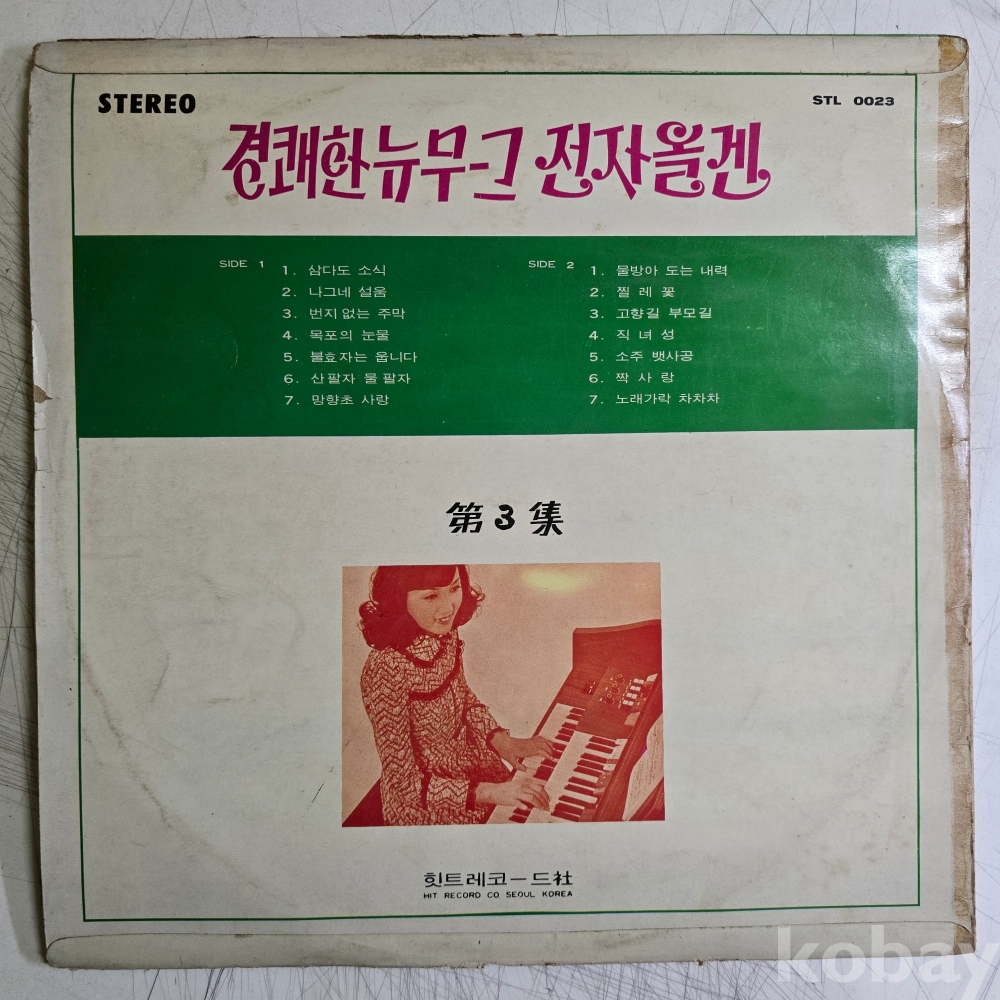 STEREO
STL 0023
경쾌한 뉴무-그 전자올겐
SIDE 1
1. 삼다도 소식
2. 나그네 설움
3. 번지없는 주막
4. 목포의 눈물
5. 불효자는 웁니다
6. 산팔자 물팔자
7. 망향초 사랑
SIDE 2
1. 물방아 도는 내력
2. 찔 레 꽃
3. 고향길 부모길
4. 직 녀 성
5. 소주 뱃사공
6. 짝 사 랑
7. 노래가락 차차차
第3集
힛트레코ー드社
HIT RECORD CO SEOUL KOREA
kobay